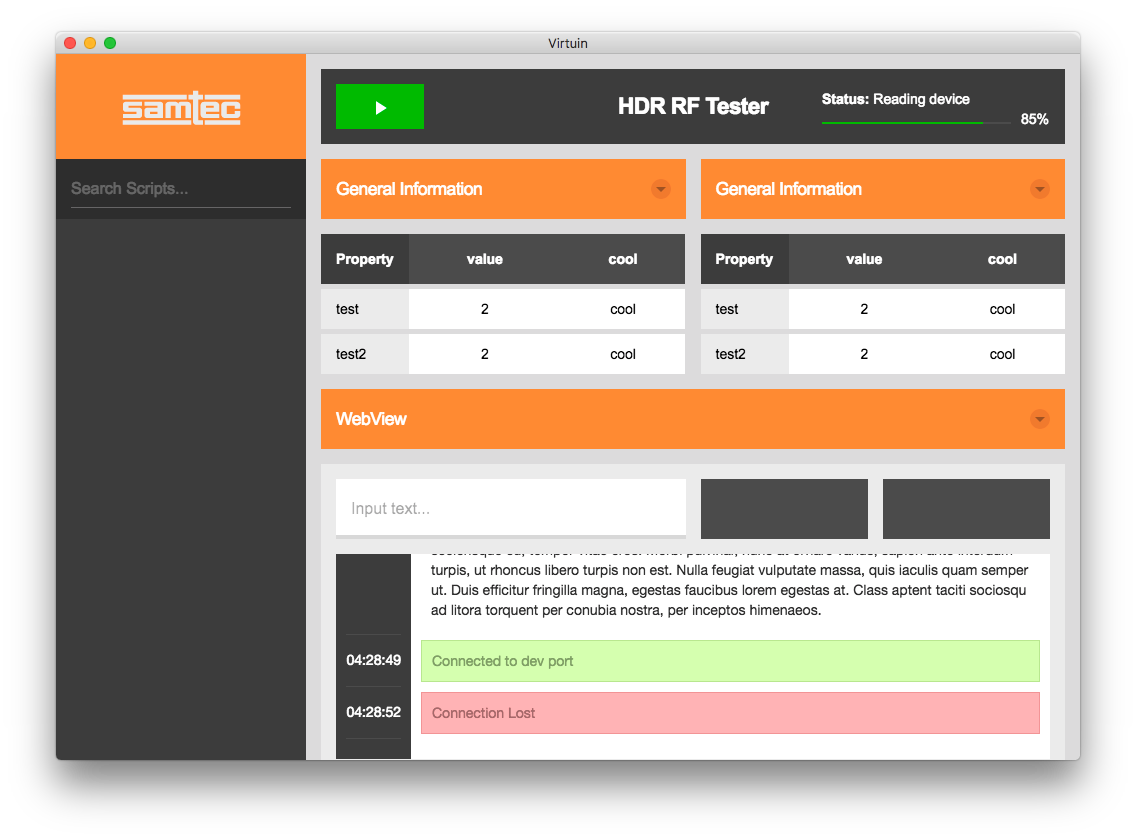 Virtuin
samtec
Search Scripts...
HDR RF Tester
Status: Reading device
85%
General Information
General Information
Property value cool
test 2 cool
test2 2 cool
Property value cool
test 2 cool
test2 2 cool
WebView
Input text...
turpis, ut rhoncus libero turpis non est. Nulla feugiat vulputate massa, quis iaculis quam semper
ut. Duis efficitur fringilla magna, egestas faucibus lorem egestas at. Class aptent taciti sociosqu
ad litora torquent per conubia nostra, per inceptos himenaeos.
04:28:49 Connected to dev port
04:28:52 Connection Lost